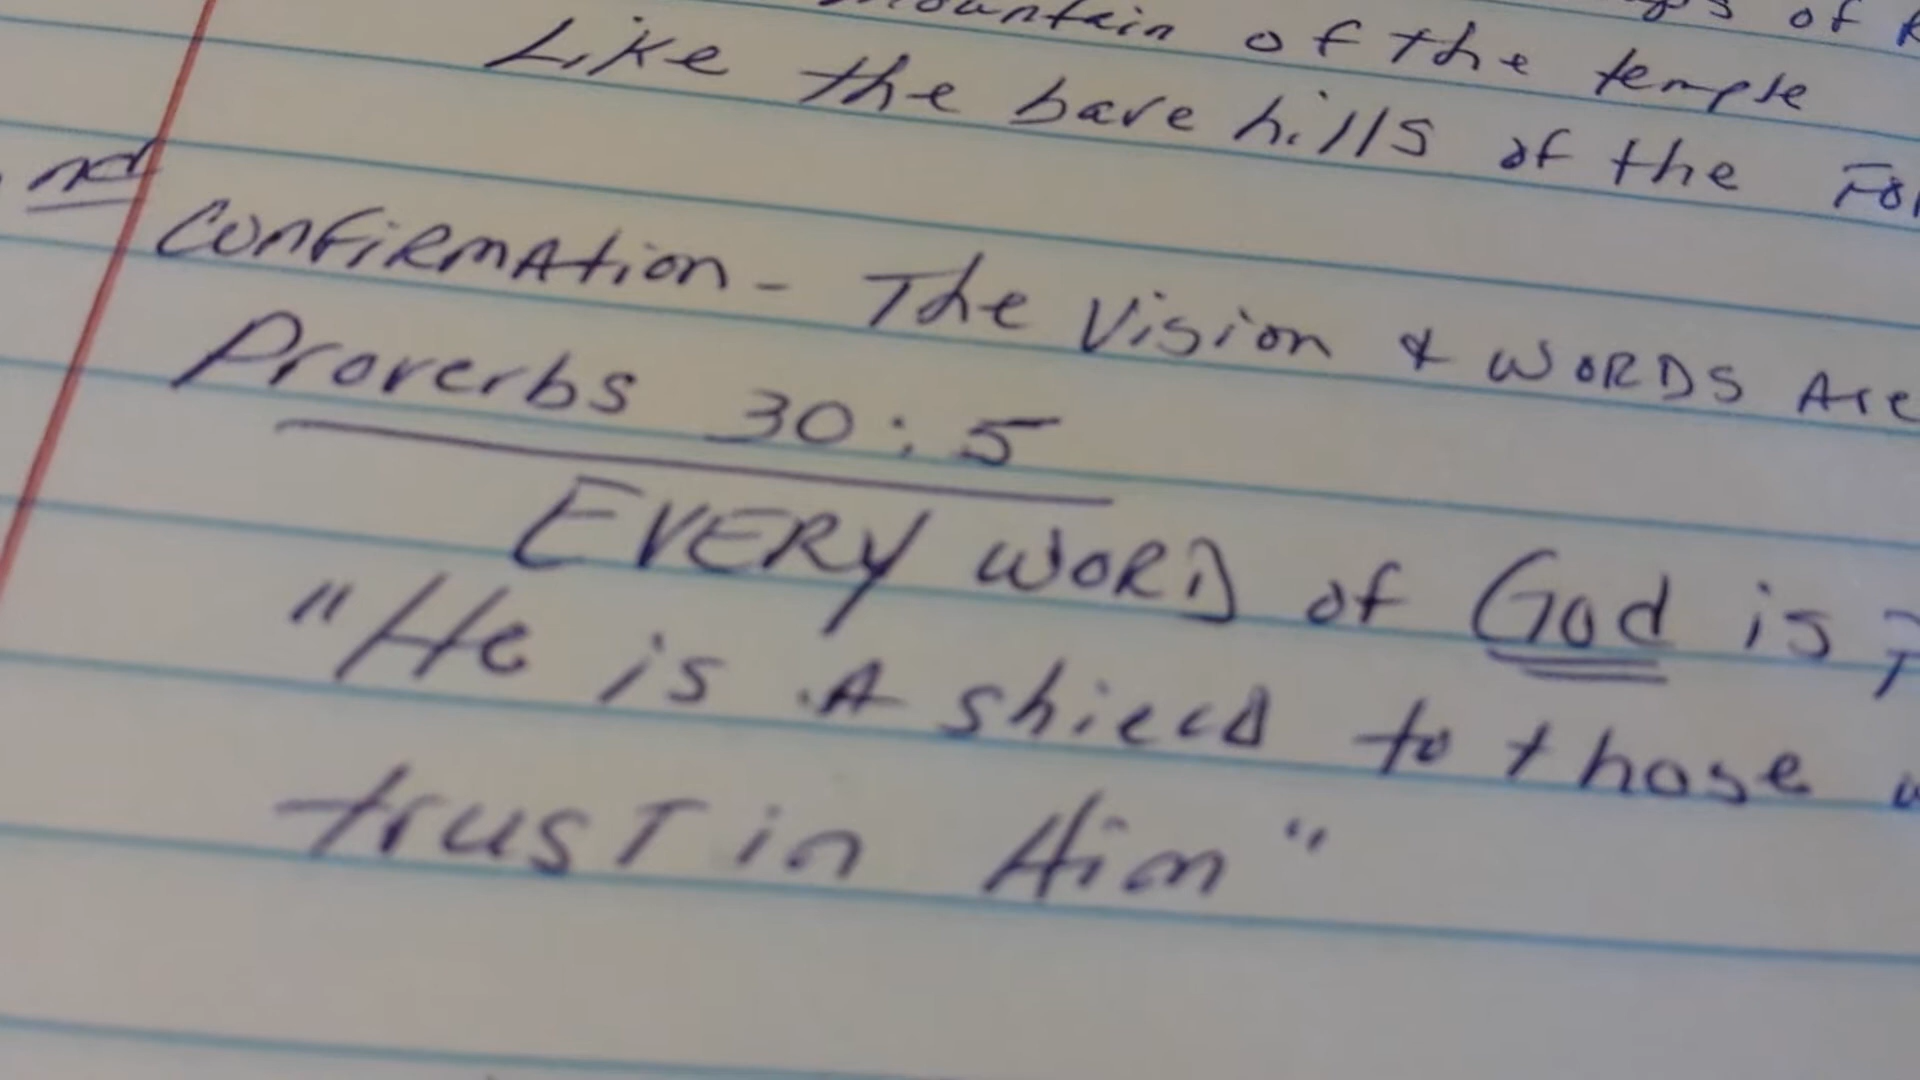 mountain of the temple
Like the bare hills of the
nd
Confirmation - The Vision & Words Are
Proverbs 30:5
EVERY WORD of God is
"He is A shield to those
trust in Him"